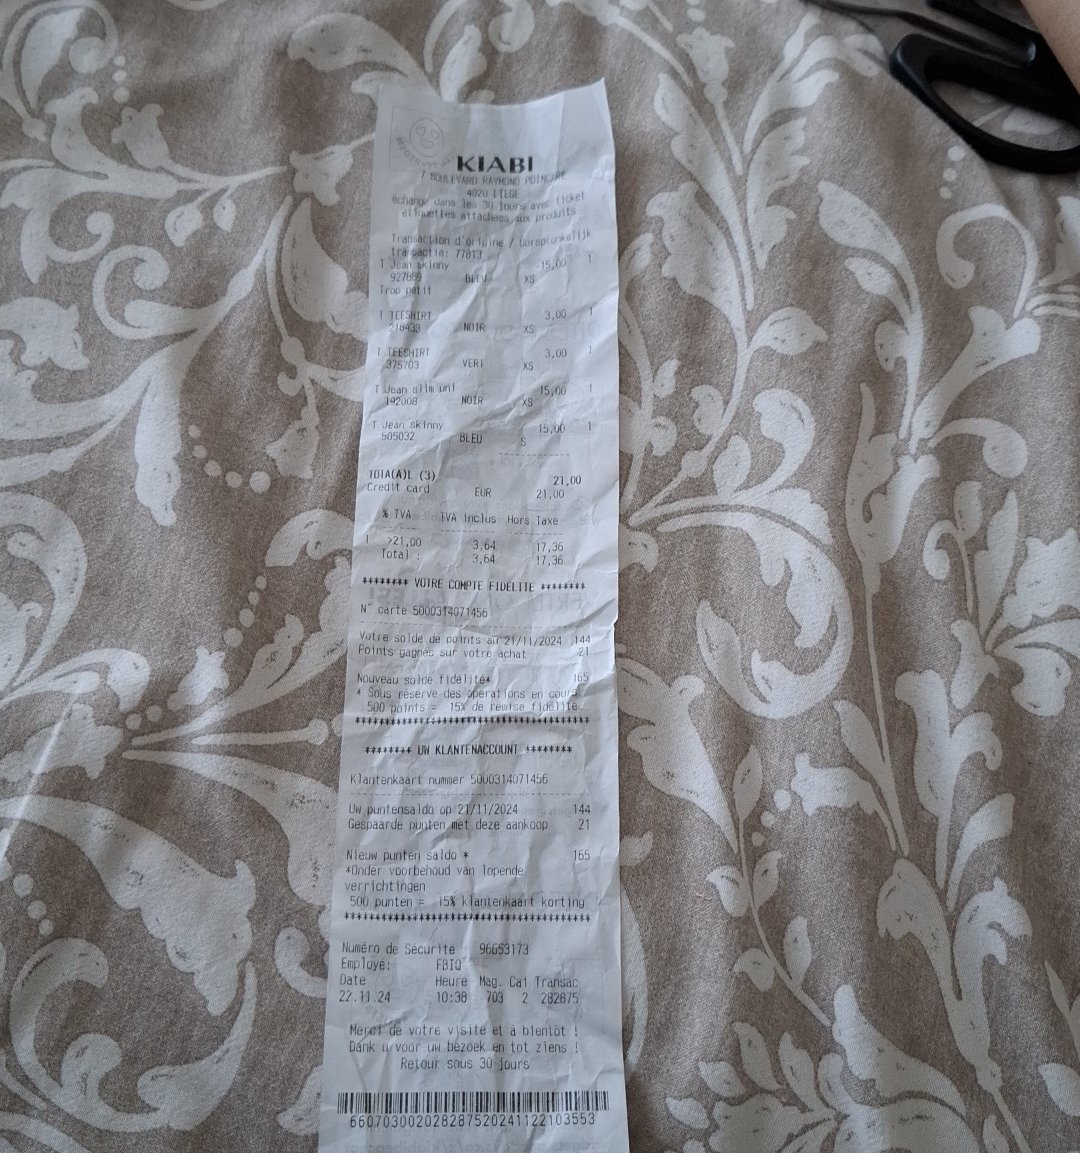 KIABI
7 BOULEVARD RAYMOND POINCARE
4020 LIEGE
échange dans les 30 jours avec ticket
etiquettes attachées aux produits
Transaction d'origine / Oorspronkelijk
transactie: 77813
T Jean skinny -15,00 1
927869 BLEU XS
Trop petit
T TEESHIRT 3,00 1
218433 NOIR XS
T TEESHIRT 3,00 1
375703 VERT XS
T Jean slim uni 15,00 1
192008 NOIR XS
T Jean skinny 15,00 1
505032 BLEU S
TOTA(A)L (3) 21,00
Credit card EUR 21,00
% TVA TVA inclus Hors Taxe
1 >21,00 3,64 17,36
Total : 3,64 17,36
******** VOTRE COMPTE FIDELITE ********
N° carte 5000314071456
Votre solde de points au 21/11/2024 144
Points gagnés sur votre achat 21
Nouveau solde fidélité* 165
* Sous réserve des opérations en cours
500 points = 15% de remise fidélité
****************************************
******** UW KLANTENACCOUNT ********
Klantenkaart nummer 5000314071456
Uw puntensaldo op 21/11/2024 144
Gespaarde punten met deze aankoop 21
Nieuw punten saldo * 165
*Onder voorbehoud van lopende
verrichtingen
500 punten = 15% klantenkaart korting
****************************************
Numéro de Sécurité : 96653173
Employé: FBIQ
Date Heure Mag. Cai Transac
22.11.24 10:38 703 2 282875
Merci de votre visite et à bientôt !
Dank u voor uw bezoek en tot ziens !
Retour sous 30 jours
66070300202828752024112210​3553